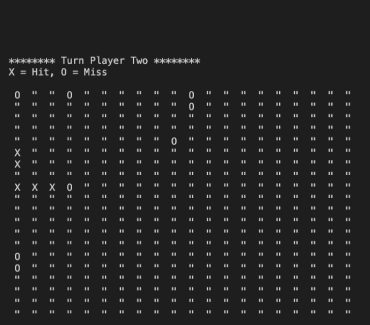 ******** Turn Player Two ********
X = Hit, O = Miss
O " " O " " " " " " O " " " " " " " " "
" " " " " " " " " " O " " " " " " " " "
" " " " " " " " " " " " " " " " " " " "
" " " " " " " " " " " " " " " " " " " "
" " " " " " " " " O " " " " " " " " " "
X " " " " " " " " " " " " " " " " " " "
X " " " " " " " " " " " " " " " " " " "
" " " " " " " " " " " " " " " " " " " "
X X X O " " " " " " " " " " " " " " " "
" " " " " " " " " " " " " " " " " " " "
" " " " " " " " " " " " " " " " " " " "
" " " " " " " " " " " " " " " " " " " "
" " " " " " " " " " " " " " " " " " " "
" " " " " " " " " " " " " " " " " " " "
O " " " " " " " " " " " " " " " " " " "
O " " " " " " " " " " " " " " " " " " "
" " " " " " " " " " " " " " " " " " " "
" " " " " " " " " " " " " " " " " " " "
" " " " " " " " " " " " " " " " " " " "
" " " " " " " " " " " " " " " " " " " "